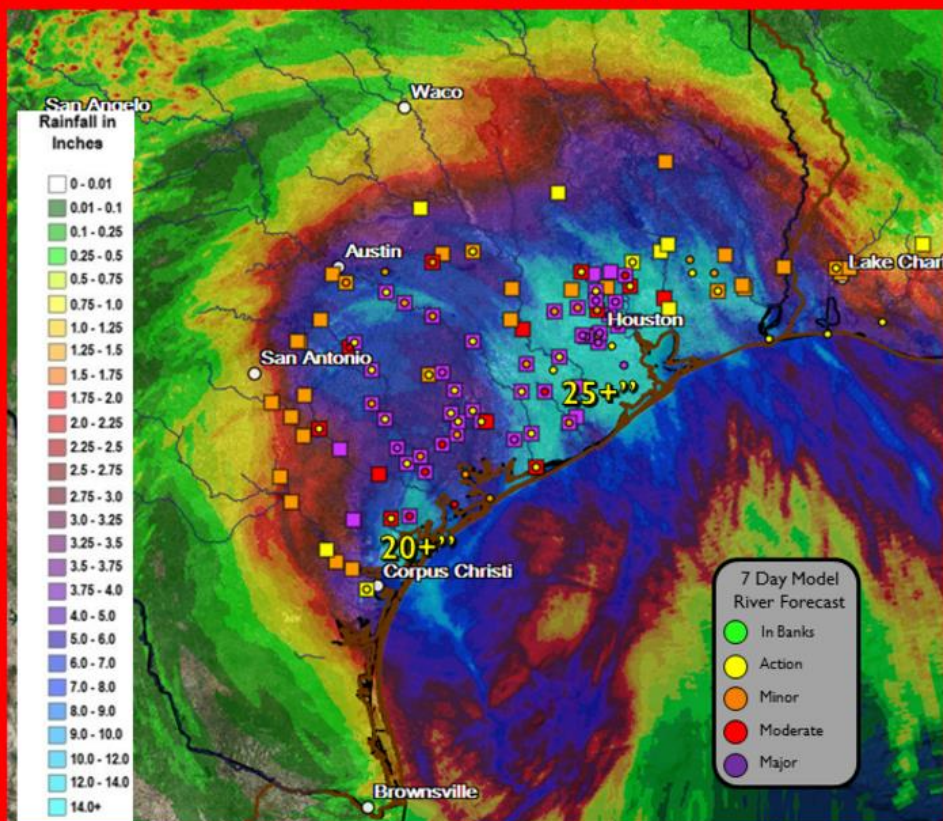 Waco
San Angelo
Rainfall in
Inches
0 - 0.01
0.01 - 0.1
0.1 - 0.25
0.25 - 0.5
0.5 - 0.75
0.75 - 1.0
1.0 - 1.25
1.25 - 1.5
1.5 - 1.75
1.75 - 2.0
2.0 - 2.25
2.25 - 2.5
2.5 - 2.75
2.75 - 3.0
3.0 - 3.25
3.25 - 3.5
3.5 - 3.75
3.75 - 4.0
4.0 - 5.0
5.0 - 6.0
6.0 - 7.0
7.0 - 8.0
8.0 - 9.0
9.0 - 10.0
10.0 - 12.0
12.0 - 14.0
14.0+
Austin
Lake Char
Houston
San Antonio
25+"
20+"
Corpus Christi
Brownsville
7 Day Model
River Forecast
In Banks
Action
Minor
Moderate
Major